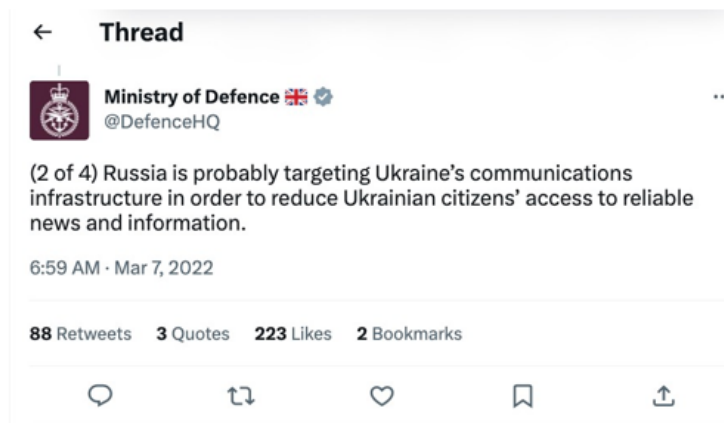 Thread
Ministry of Defence 🇬🇧
@DefenceHQ
(2 of 4) Russia is probably targeting Ukraine’s communications
infrastructure in order to reduce Ukrainian citizens’ access to reliable
news and information.
6:59 AM · Mar 7, 2022
88 Retweets 3 Quotes 223 Likes 2 Bookmarks